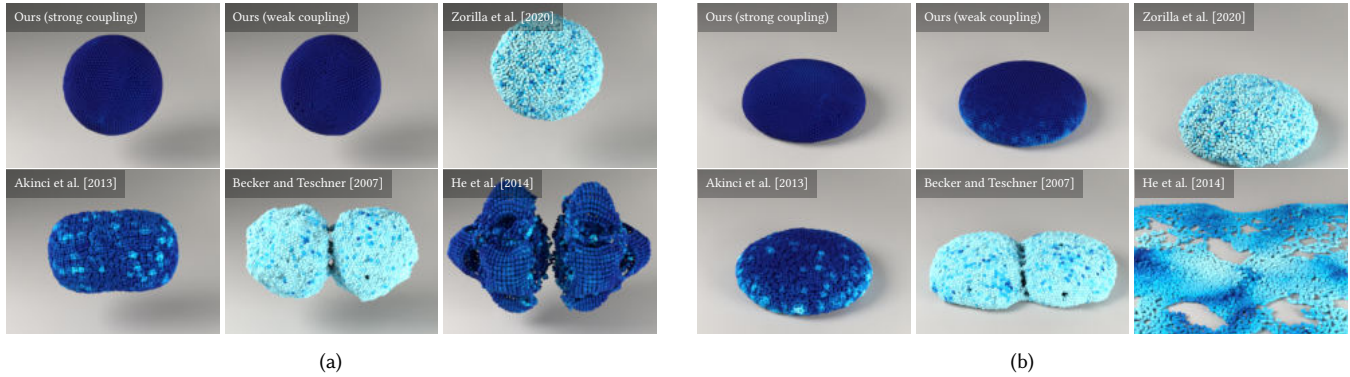 Ours (strong coupling)
Ours (weak coupling)
Zorilla et al. [2020]
Akinci et al. [2013]
Becker and Teschner [2007]
He et al. [2014]
(a)
Ours (strong coupling)
Ours (weak coupling)
Zorilla et al. [2020]
Akinci et al. [2013]
Becker and Teschner [2007]
He et al. [2014]
(b)